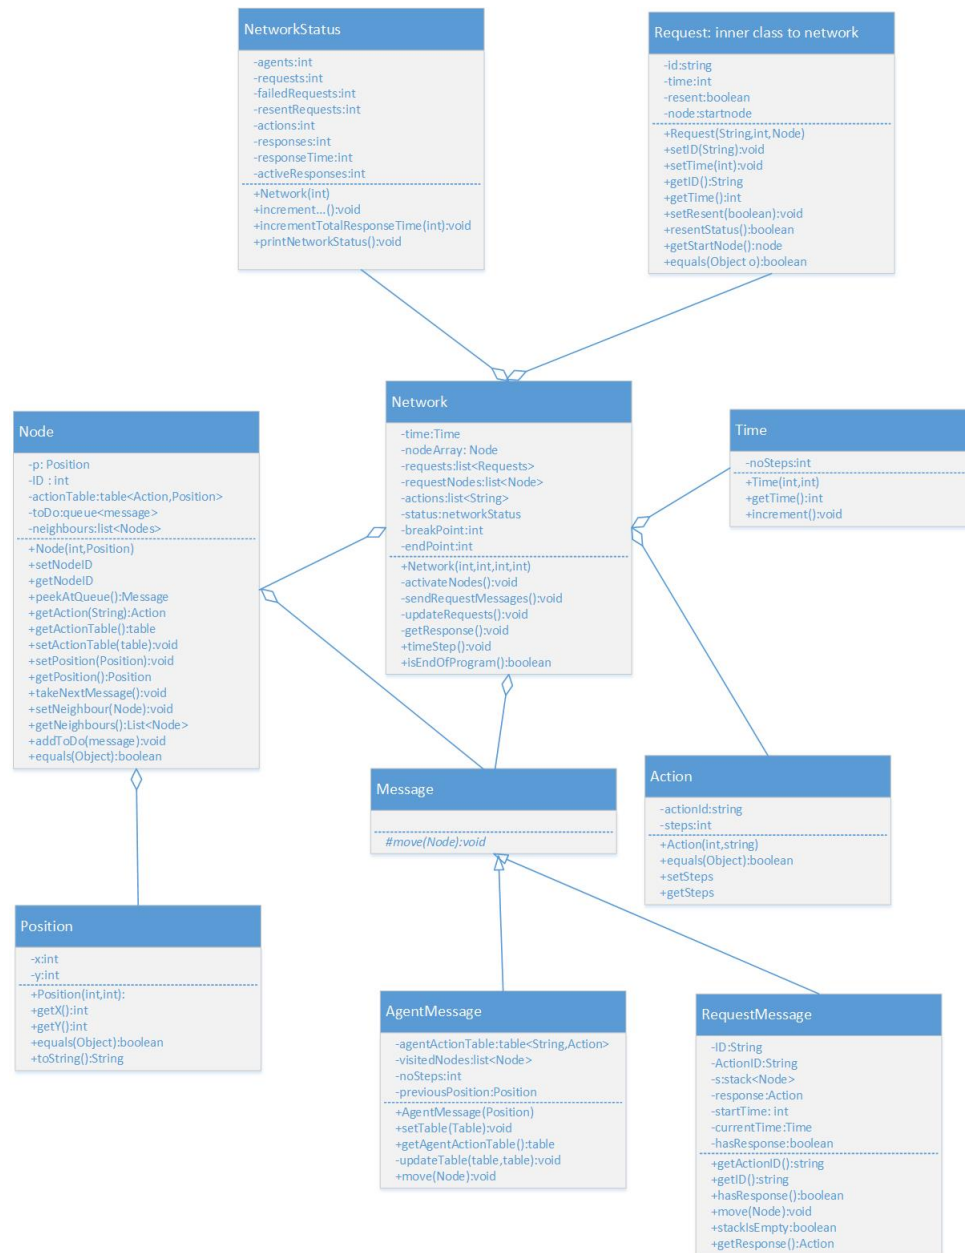 NetworkStatus
-agents:int
-requests:int
-failedRequests:int
-resentRequests:int
-actions:int
-responses:int
-responseTime:int
-activeResponses:int
+Network(int)
+increment...():void
+incrementTotalResponseTime(int):void
+printNetworkStatus():void
Request: inner class to network
-id:string
-time:int
-resent:boolean
-node:startnode
+Request(String,int,Node)
+setID(String):void
+setTime(int):void
+getID():String
+getTime():int
+setResent(boolean):void
+resentStatus():boolean
+getStartNode():node
+equals(Object o):boolean
Node
-p: Position
-ID : int
-actionTable:table<Action,Position>
-toDo:queue<message>
-neighbours:list<Nodes>
+Node(int,Position)
+setNodeID
+getNodeID
+peekAtQueue():Message
+getAction(String):Action
+getActionTable():table
+setActionTable(table):void
+setPosition(Position):void
+getPosition():Position
+takeNextMessage():void
+setNeighbour(Node):void
+getNeighbours():List<Node>
+addToDo(message):void
+equals(Object):boolean
Network
-time:Time
-nodeArray: Node
-requests:list<Requests>
-requestNodes:list<Node>
-actions:list<String>
-status:networkStatus
-breakPoint:int
-endPoint:int
+Network(int,int,int,int)
-activateNodes():void
-sendRequestMessages():void
-updateRequests():void
-getResponse():void
+timeStep():void
+isEndOfProgram():boolean
Time
-noSteps:int
+Time(int,int)
+getTime():int
+increment():void
Message
#move(Node):void
Action
-actionId:string
-steps:int
+Action(int,string)
+equals(Object):boolean
+setSteps
+getSteps
Position
-x:int
-y:int
+Position(int,int):
+getX():int
+getY():int
+equals(Object):boolean
+toString():String
AgentMessage
-agentActionTable:table<String,Action>
-visitedNodes:list<Node>
-noSteps:int
-previousPosition:Position
+AgentMessage(Position)
+setTable(Table):void
+getAgentActionTable():table
-updateTable(table,table):void
+move(Node):void
RequestMessage
-ID:String
-ActionID:String
-s:stack<Node>
-response:Action
-startTime: int
-currentTime:Time
-hasResponse:boolean
+getActionID():string
+getID():string
+hasResponse():boolean
+move(Node):void
+stackIsEmpty:boolean
+getResponse():Action